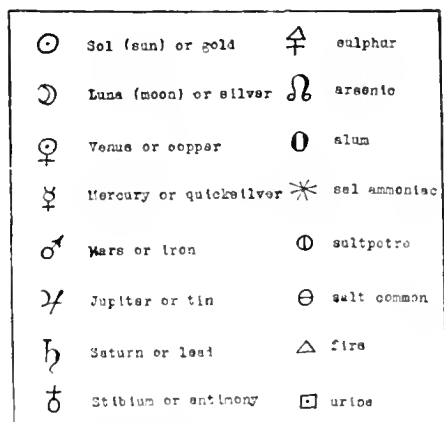 Sol (sun) or gold
Luna (moon) or silver
Venus or copper
Mercury or quicksilver
Mars or iron
Jupiter or tin
Saturn or lead
Stibium or antimony
sulphur
arsenic
alum
sal ammoniac
saltpetre
salt common
fire
urine